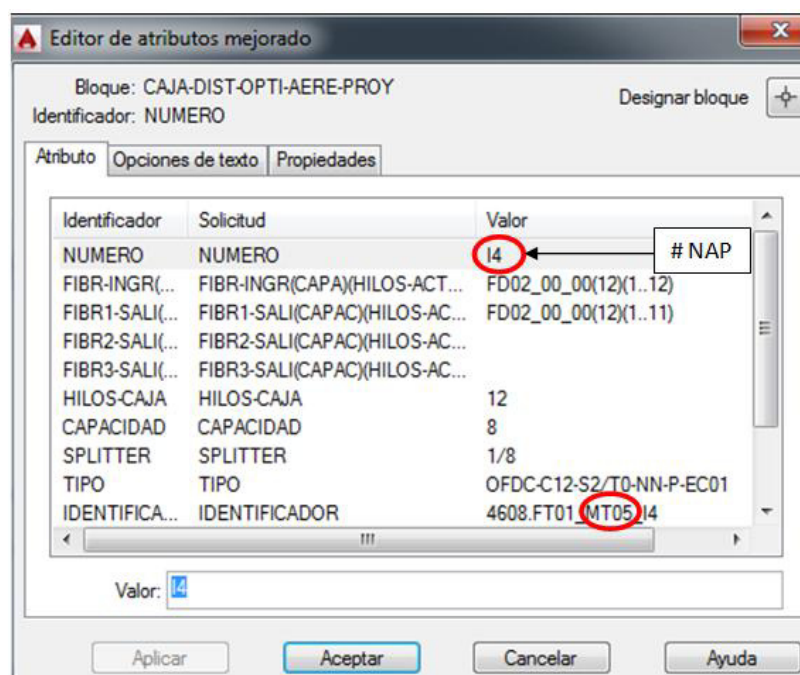 Editor de atributos mejorado
Bloque: CAJA-DIST-OPTI-AERE-PROY
Designar bloque
Identificador: NUMERO
Atributo Opciones de texto Propiedades
Identificador Solicitud Valor
NUMERO NUMERO I4 # NAP
FIBR-INGR(... FIBR-INGR(CAPA)(HILOS-ACT... FD02_00_00(12)(1..12)
FIBR1-SALI(... FIBR1-SALI(CAPAC)(HILOS-AC... FD02_00_00(12)(1..11)
FIBR2-SALI(... FIBR2-SALI(CAPAC)(HILOS-AC...
FIBR3-SALI(... FIBR3-SALI(CAPAC)(HILOS-AC...
HILOS-CAJA HILOS-CAJA 12
CAPACIDAD CAPACIDAD 8
SPLITTER SPLITTER 1/8
TIPO TIPO OFDC-C12-S2/T0-NN-P-EC01
IDENTIFICA... IDENTIFICADOR 4608.FT01_MT05_I4
Valor: I4
Aplicar Aceptar Cancelar Ayuda